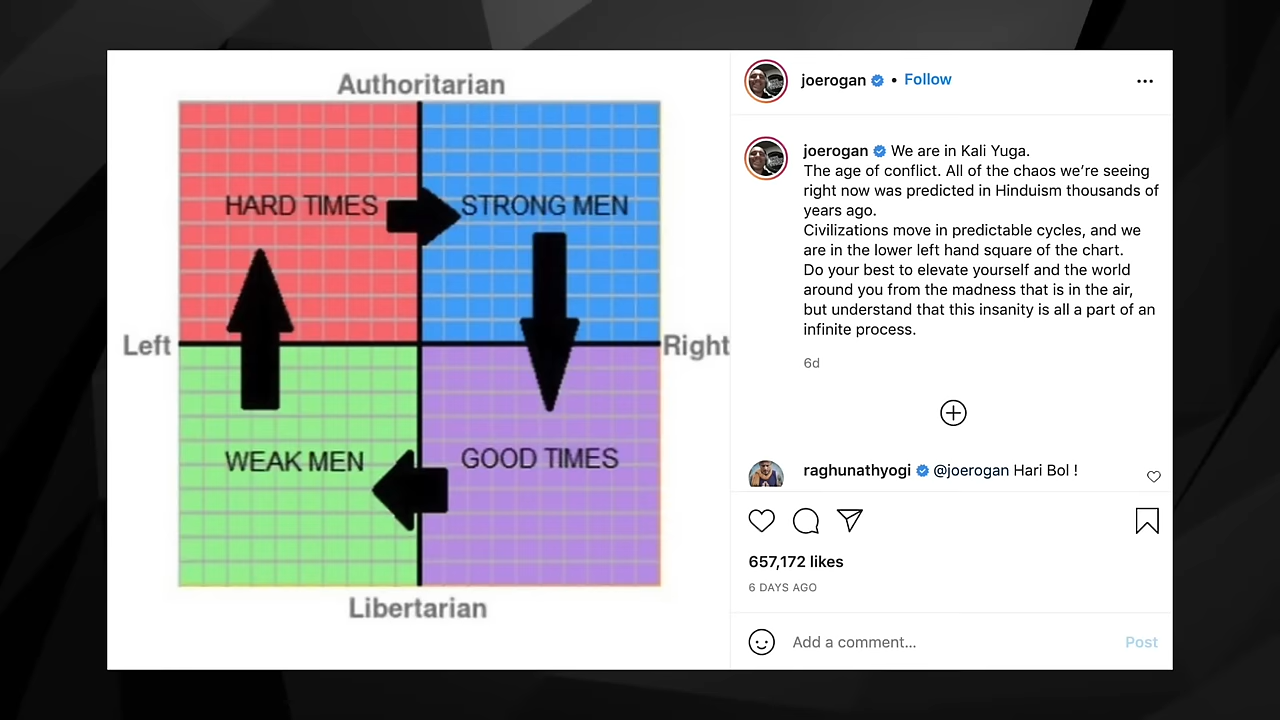 Authoritarian
HARD TIMES
STRONG MEN
Left
Right
WEAK MEN
GOOD TIMES
Libertarian
joerogan • Follow
joerogan We are in Kali Yuga.
The age of conflict. All of the chaos we’re seeing
right now was predicted in Hinduism thousands of
years ago.
Civilizations move in predictable cycles, and we
are in the lower left hand square of the chart.
Do your best to elevate yourself and the world
around you from the madness that is in the air,
but understand that this insanity is all a part of an
infinite process.
6d
raghunathyogi @joerogan Hari Bol !
657,172 likes
6 DAYS AGO
Add a comment...
Post